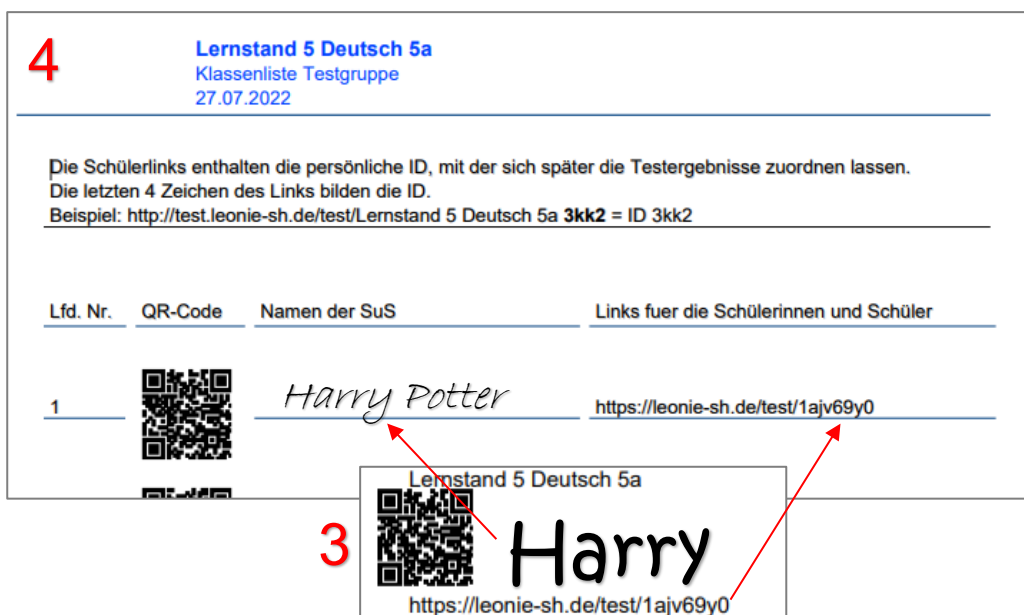 4
Lernstand 5 Deutsch 5a
Klassenliste Testgruppe
27.07.2022
Die Schülerlinks enthalten die persönliche ID, mit der sich später die Testergebnisse zuordnen lassen.
Die letzten 4 Zeichen des Links bilden die ID.
Beispiel: http://test.leonie-sh.de/test/Lernstand 5 Deutsch 5a 3kk2 = ID 3kk2
Lfd. Nr. QR-Code Namen der SuS Links fuer die Schülerinnen und Schüler
1 Harry Potter https://leonie-sh.de/test/1ajv69y0
3
Lernstand 5 Deutsch 5a
Harry
https://leonie-sh.de/test/1ajv69y0